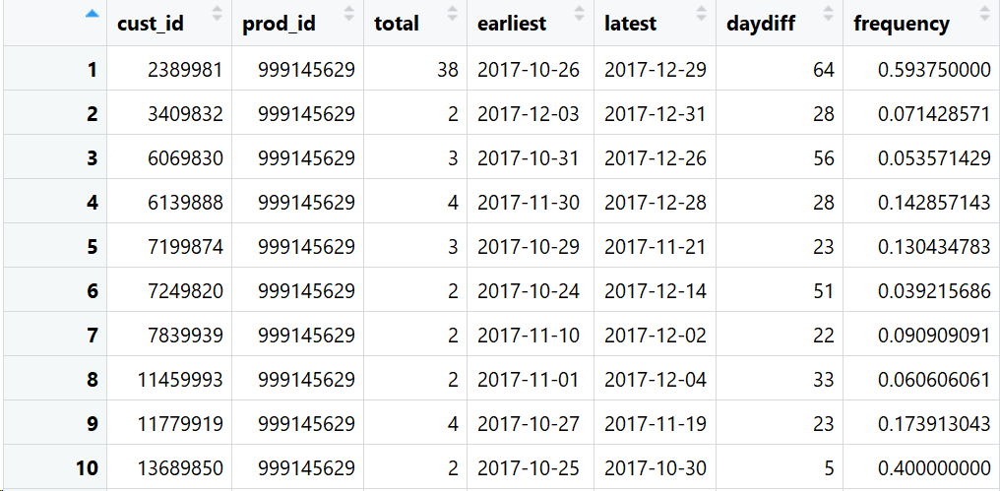 cust_id prod_id total earliest latest daydiff frequency
1 2389981 999145629 38 2017-10-26 2017-12-29 64 0.593750000
2 3409832 999145629 2 2017-12-03 2017-12-31 28 0.071428571
3 6069830 999145629 3 2017-10-31 2017-12-26 56 0.053571429
4 6139888 999145629 4 2017-11-30 2017-12-28 28 0.142857143
5 7199874 999145629 3 2017-10-29 2017-11-21 23 0.130434783
6 7249820 999145629 2 2017-10-24 2017-12-14 51 0.039215686
7 7839939 999145629 2 2017-11-10 2017-12-02 22 0.090909091
8 11459993 999145629 2 2017-11-01 2017-12-04 33 0.060606061
9 11779919 999145629 4 2017-10-27 2017-11-19 23 0.173913043
10 13689850 999145629 2 2017-10-25 2017-10-30 5 0.400000000